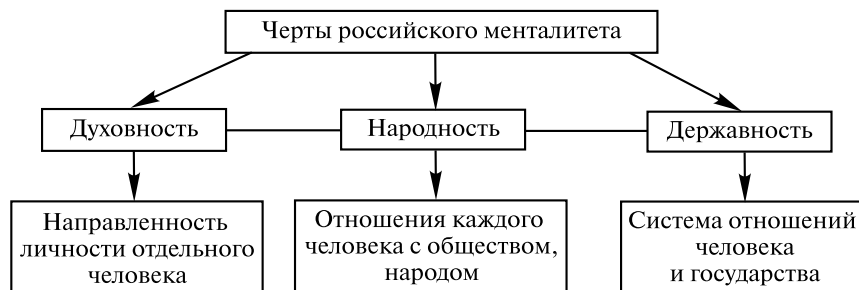 Черты российского менталитета
Духовность
Народность
Державность
Направленность
личности отдельного
человека
Отношения каждого
человека с обществом,
народом
Система отношений
человека
и государства